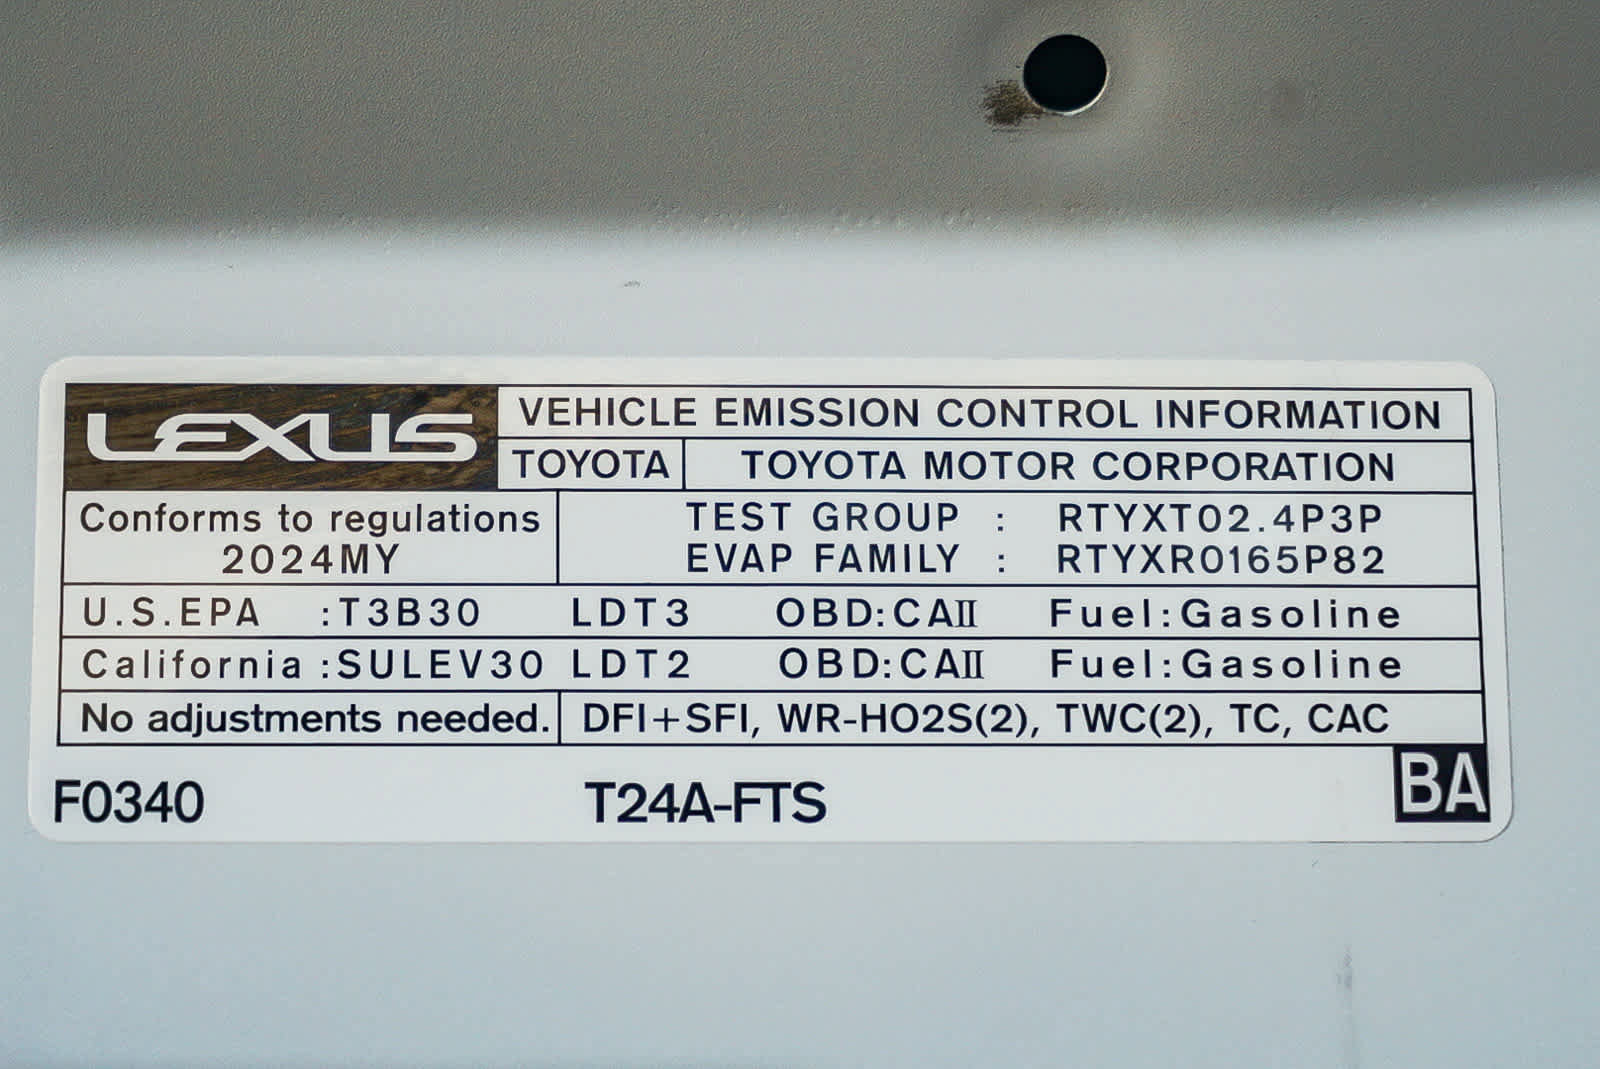 LEXUS VEHICLE EMISSION CONTROL INFORMATION
TOYOTA TOYOTA MOTOR CORPORATION
Conforms to regulations
2024MY
TEST GROUP : RTYXT02.4P3P
EVAP FAMILY : RTYXR0165P82
U.S.EPA :T3B30 LDT3 OBD:CAII Fuel:Gasoline
California :SULEV30 LDT2 OBD:CAII Fuel:Gasoline
No adjustments needed. DFI+SFI, WR-HO2S(2), TWC(2), TC, CAC
F0340 T24A-FTS BA